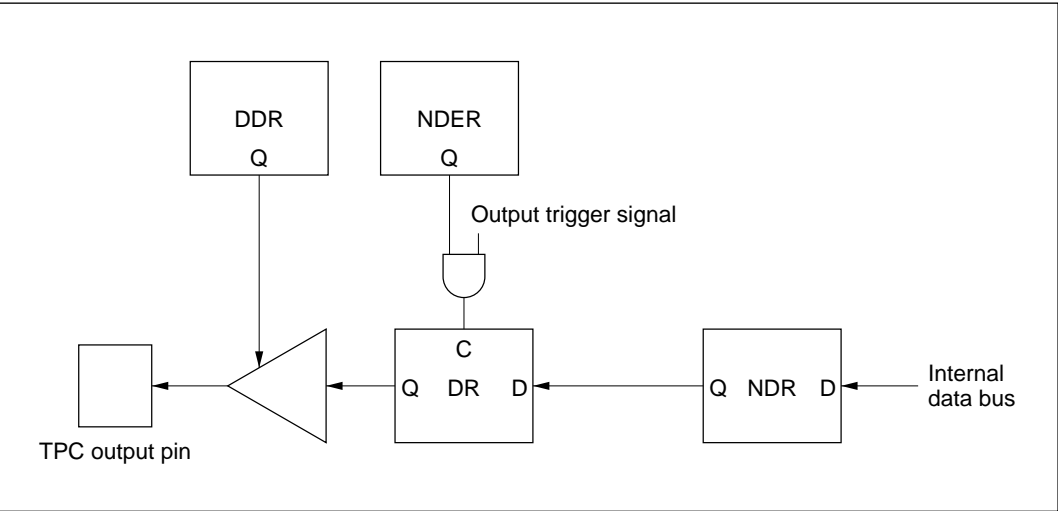 DDR
Q
NDER
Q
Output trigger signal
C
Q DR D
Q NDR D
Internal
data bus
TPC output pin